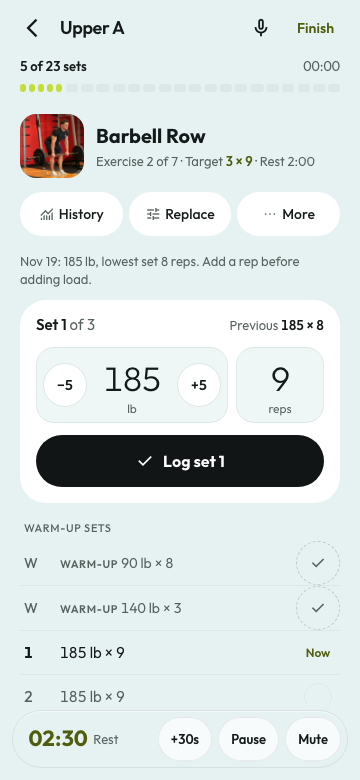 Upper A
Finish
5 of 23 sets
00:00
Barbell Row
Exercise 2 of 7 · Target 3 × 9 · Rest 2:00
History
Replace
More
Nov 19: 185 lb, lowest set 8 reps. Add a rep before
adding load.
Set 1 of 3
Previous 185 × 8
−5
185
lb
+5
9
reps
Log set 1
WARM-UP SETS
W WARM-UP 90 lb × 8
W WARM-UP 140 lb × 3
1 185 lb × 9 Now
2 185 lb × 9
02:30 Rest
+30s
Pause
Mute